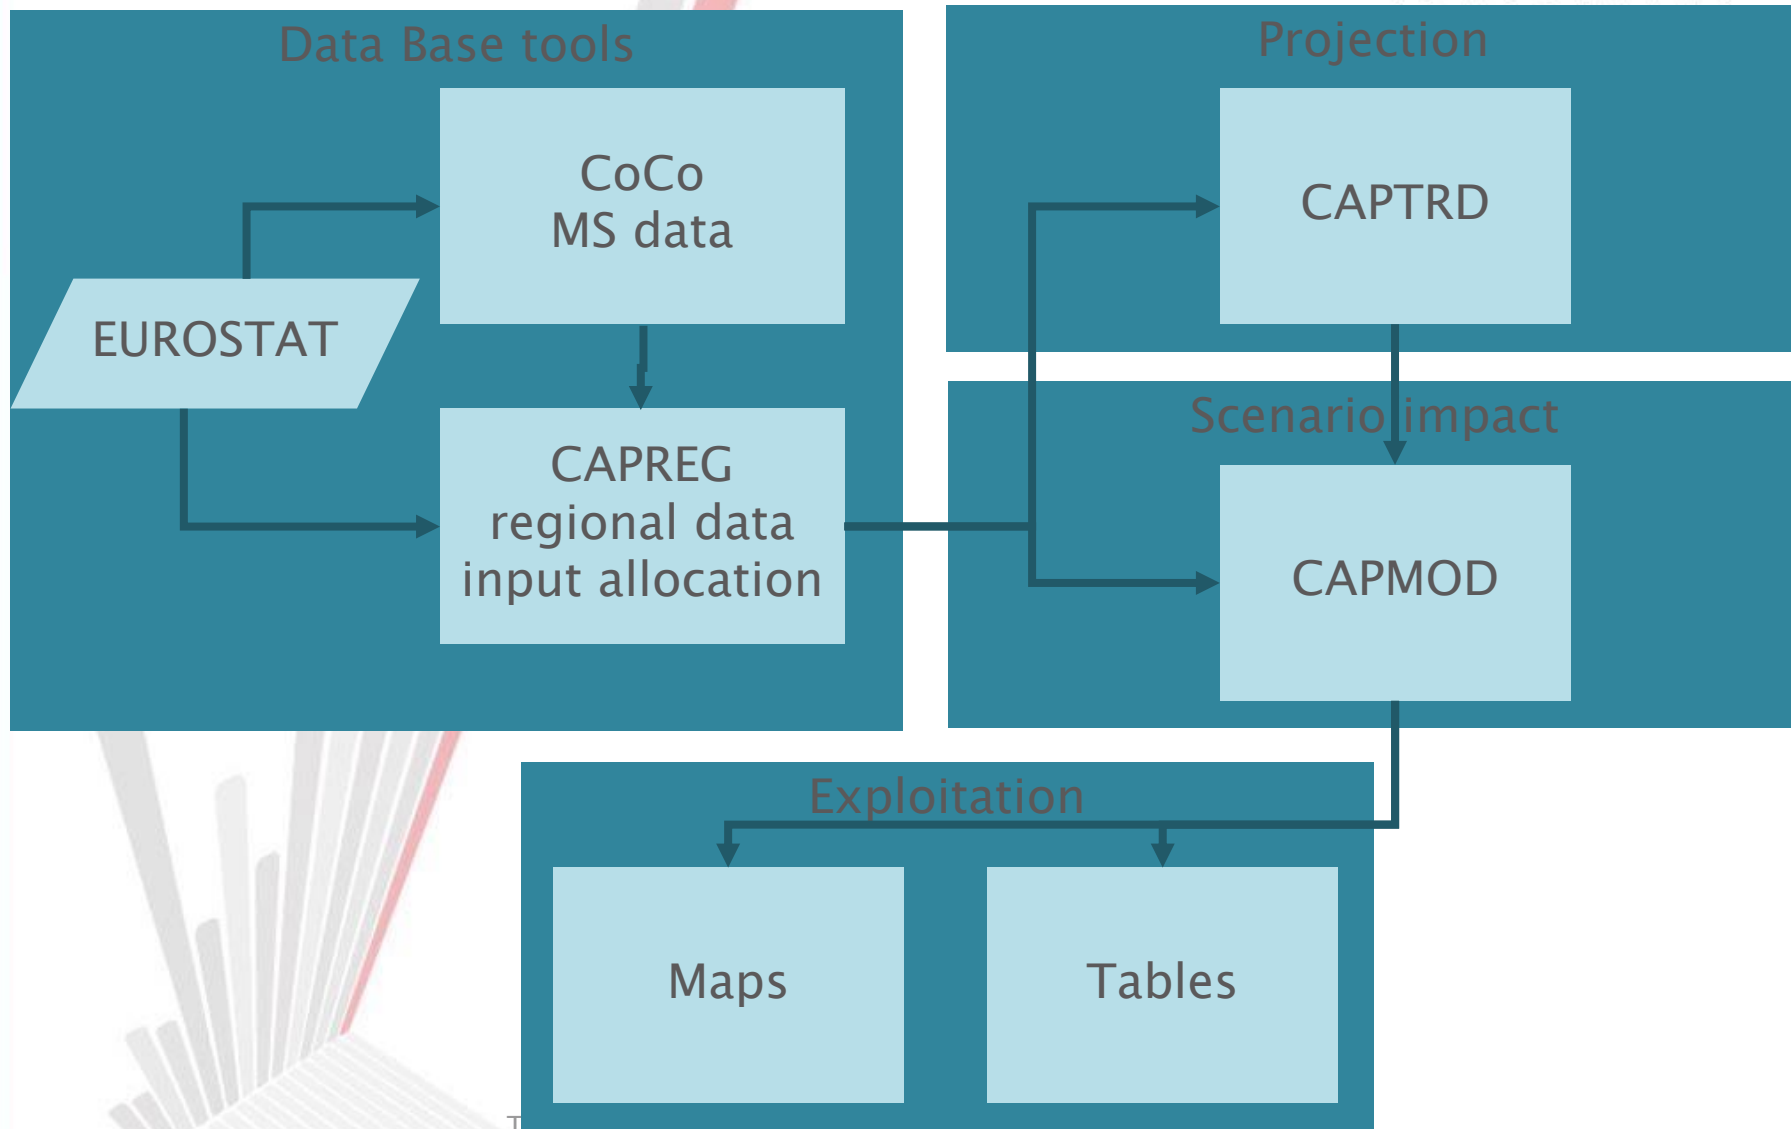 Data Base tools
CoCo
MS data
EUROSTAT
CAPREG
regional data
input allocation
Projection
CAPTRD
Scenario impact
CAPMOD
Exploitation
Maps
Tables